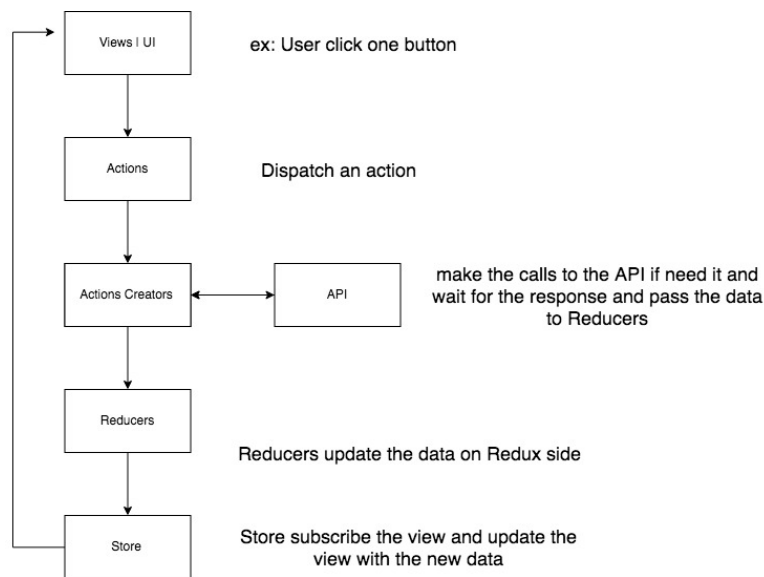 Views | UI
ex: User click one button
Actions
Dispatch an action
Actions Creators
API
make the calls to the API if need it and
wait for the response and pass the data
to Reducers
Reducers
Reducers update the data on Redux side
Store
Store subscribe the view and update the
view with the new data